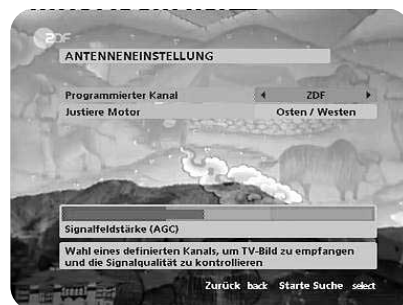 ZDF
ANTENNENEINSTELLUNG
Programmierter Kanal ZDF
Justiere Motor Osten / Westen
Signalfeldstärke (AGC)
Wahl eines definierten Kanals, um TV-Bild zu empfangen
und die Signalqualität zu kontrollieren
Zurück back Starte Suche select